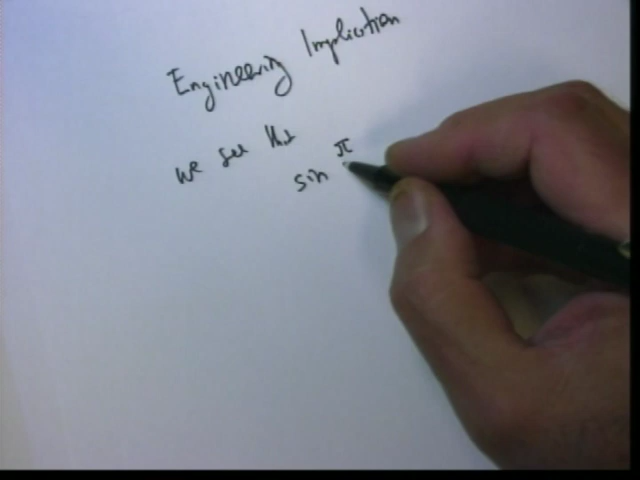 Engineering Implication
we see that
sin π